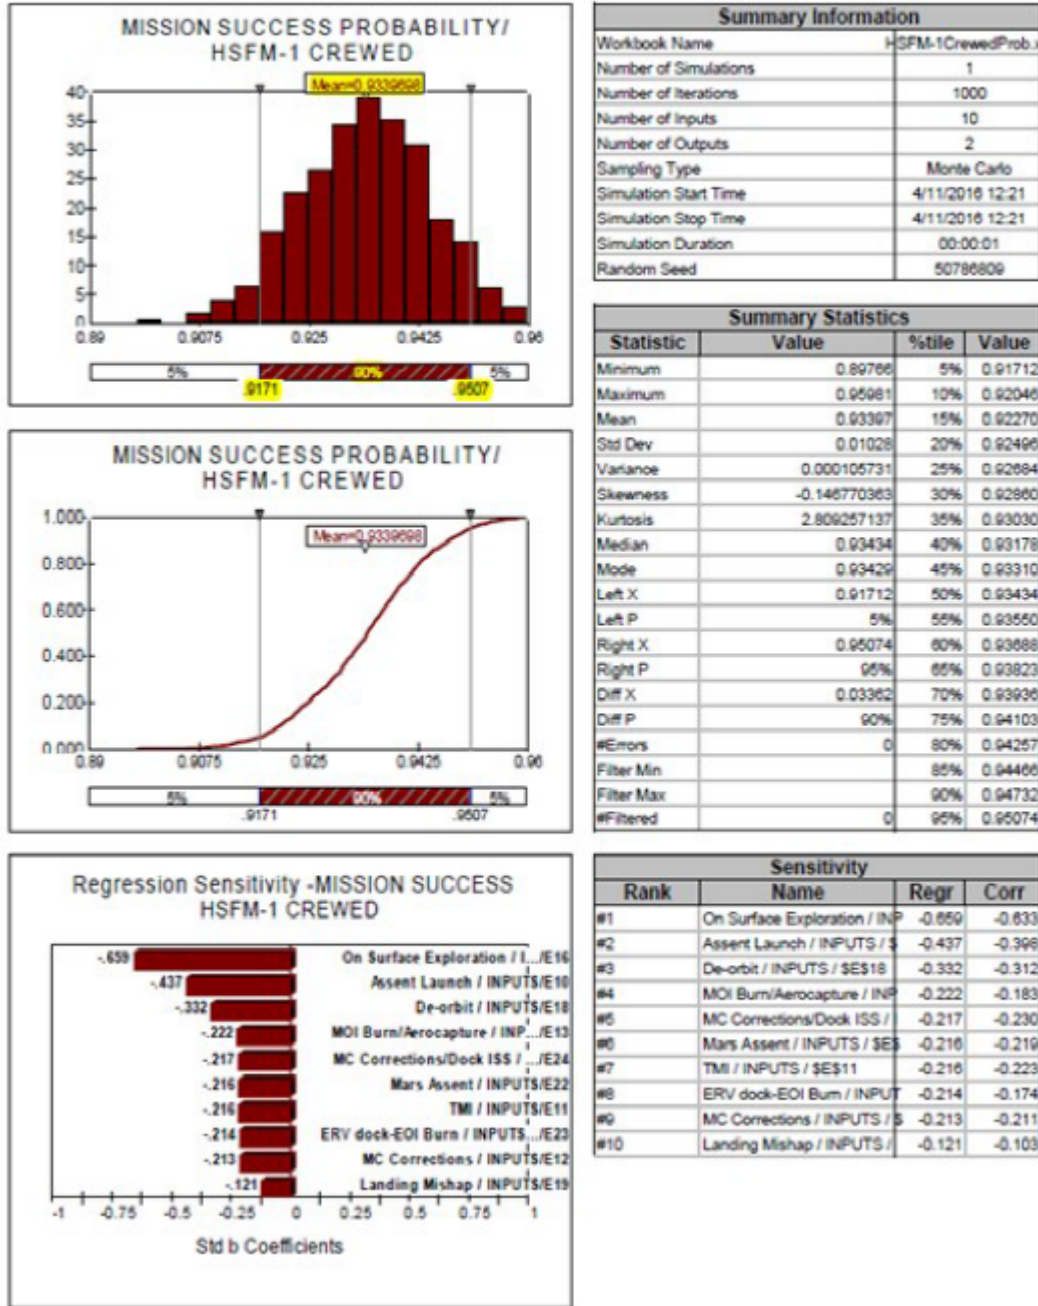 MISSION SUCCESS PROBABILITY/
HSFM-1 CREWED
Mean=0.9339698
40
35
30
25
20
15
10
5
0
0.89 0.9075 0.925 0.9425 0.96
5% 90% 5%
.9171 .9507
MISSION SUCCESS PROBABILITY/
HSFM-1 CREWED
1.000
Mean=0.9339698
0.800
0.600
0.400
0.200
0.000
0.89 0.9075 0.925 0.9425 0.96
5% 90% 5%
.9171 .9507
Regression Sensitivity -MISSION SUCCESS
HSFM-1 CREWED
-.659 On Surface Exploration / I.../E16
-.437 Assent Launch / INPUTS/E10
-.332 De-orbit / INPUTS/E18
-.222 MOI Burn/Aerocapture / INP.../E13
-.217 MC Corrections/Dock ISS / .../E24
-.216 Mars Assent / INPUTS/E22
-.216 TMI / INPUTS/E11
-.214 ERV dock-EOI Burn / INPUTS.../E23
-.213 MC Corrections / INPUTS/E12
-.121 Landing Mishap / INPUTS/E19
-1 -0.75 -0.5 -0.25 0 0.25 0.5 0.75 1
Std b Coefficients
Summary Information
Workbook Name HSFM-1CrewedProb.x
Number of Simulations 1
Number of Iterations 1000
Number of Inputs 10
Number of Outputs 2
Sampling Type Monte Carlo
Simulation Start Time 4/11/2016 12:21
Simulation Stop Time 4/11/2016 12:21
Simulation Duration 00:00:01
Random Seed 50786809
Summary Statistics
Statistic Value %tile Value
Minimum 0.89766 5% 0.91712
Maximum 0.95981 10% 0.92046
Mean 0.93397 15% 0.92270
Std Dev 0.01028 20% 0.92496
Variance 0.000105731 25% 0.92684
Skewness -0.146770363 30% 0.92860
Kurtosis 2.809257137 35% 0.93030
Median 0.93434 40% 0.93178
Mode 0.93429 45% 0.93310
Left X 0.91712 50% 0.93434
Left P 5% 55% 0.93550
Right X 0.95074 60% 0.93688
Right P 95% 65% 0.93823
Diff X 0.03362 70% 0.93936
Diff P 90% 75% 0.94103
#Errors 0 80% 0.94257
Filter Min 85% 0.94466
Filter Max 90% 0.94732
#Filtered 0 95% 0.95074
Sensitivity
Rank Name Regr Corr
#1 On Surface Exploration / INP -0.659 -0.633
#2 Assent Launch / INPUTS / $ -0.437 -0.398
#3 De-orbit / INPUTS / $E$18 -0.332 -0.312
#4 MOI Burn/Aerocapture / INP -0.222 -0.183
#5 MC Corrections/Dock ISS / -0.217 -0.230
#6 Mars Assent / INPUTS / $E$ -0.216 -0.219
#7 TMI / INPUTS / $E$11 -0.216 -0.223
#8 ERV dock-EOI Burn / INPUT -0.214 -0.174
#9 MC Corrections / INPUTS / $ -0.213 -0.211
#10 Landing Mishap / INPUTS / -0.121 -0.103